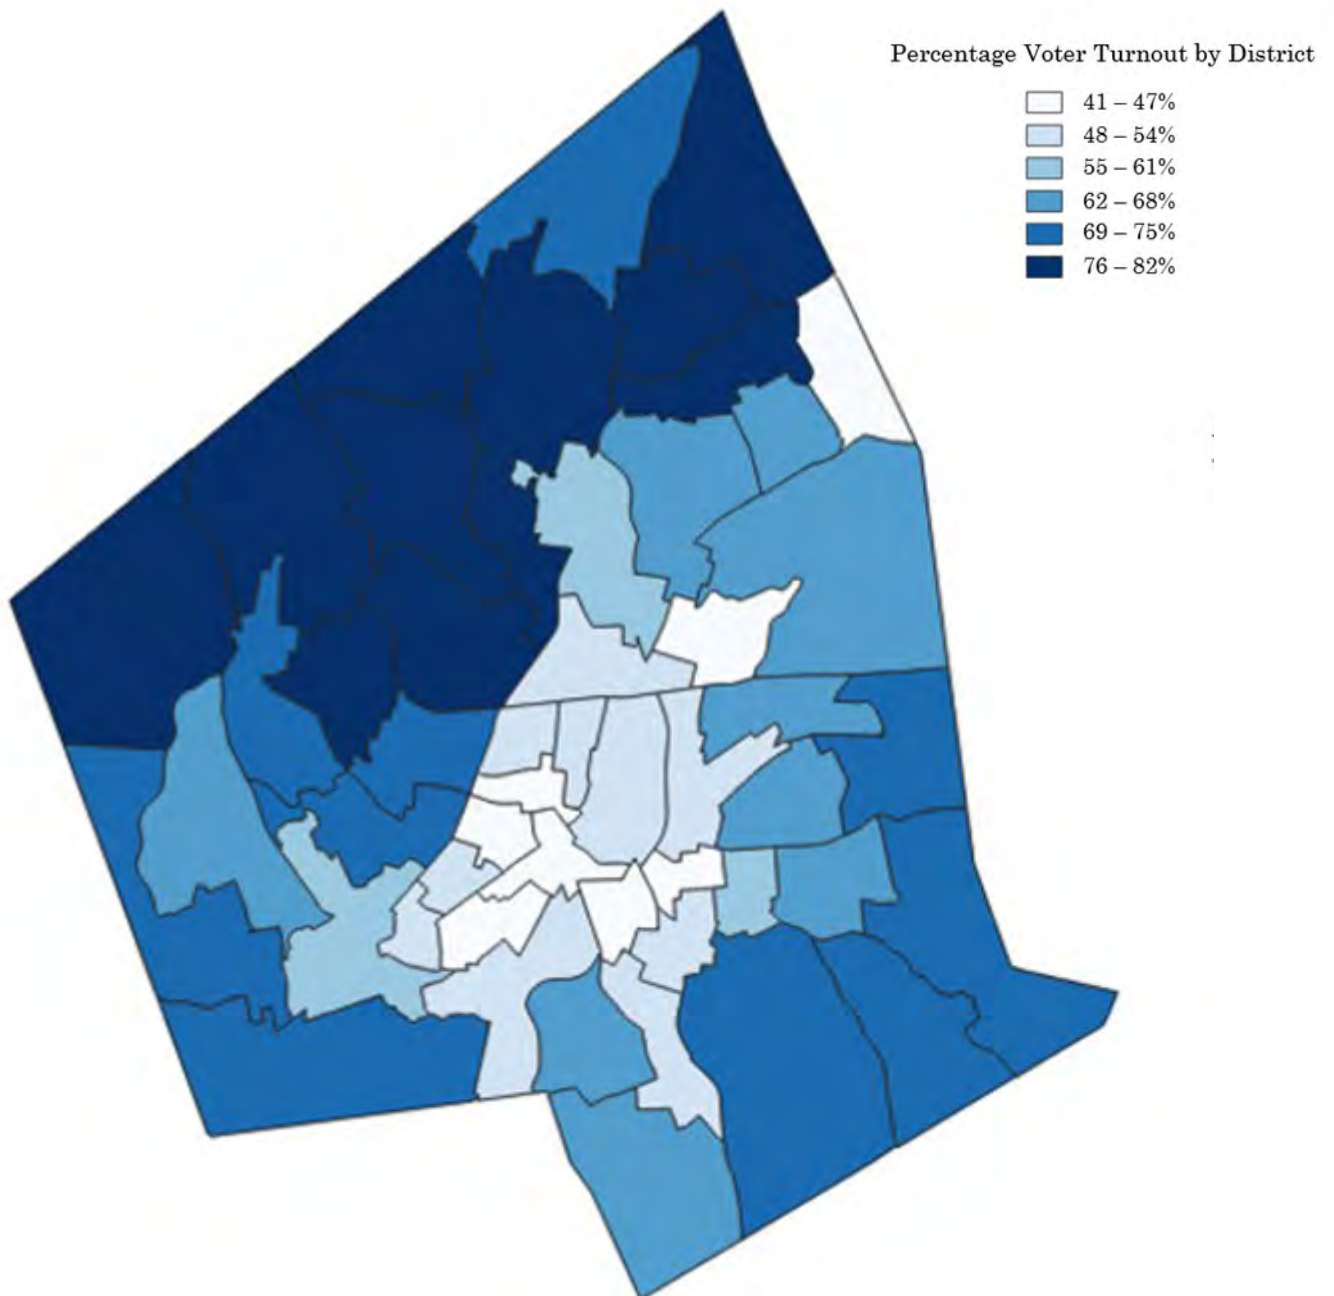 Percentage Voter Turnout by District
41 – 47%
48 – 54%
55 – 61%
62 – 68%
69 – 75%
76 – 82%